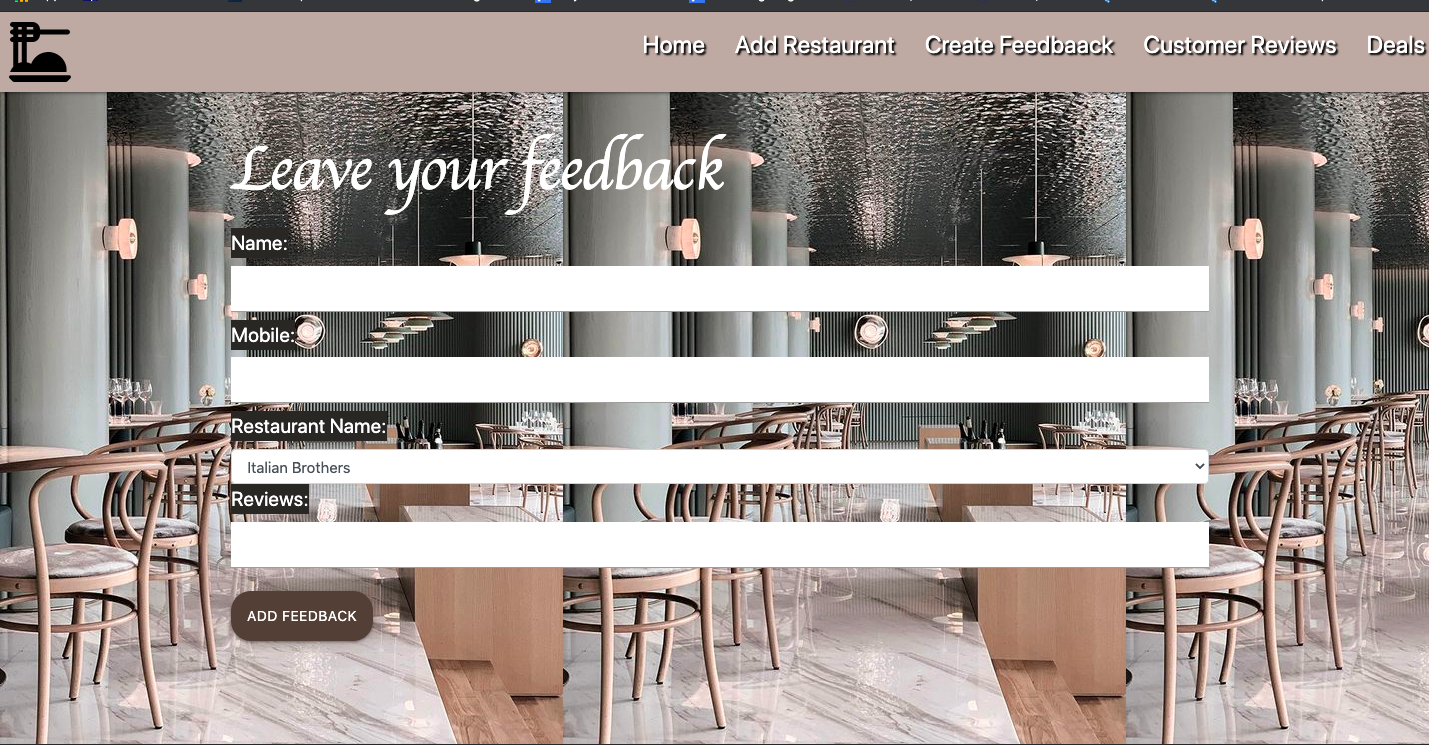 Home Add Restaurant Create Feedbaack Customer Reviews Deals
Leave your feedback
Name:
Mobile:
Restaurant Name:
Italian Brothers
Reviews:
ADD FEEDBACK